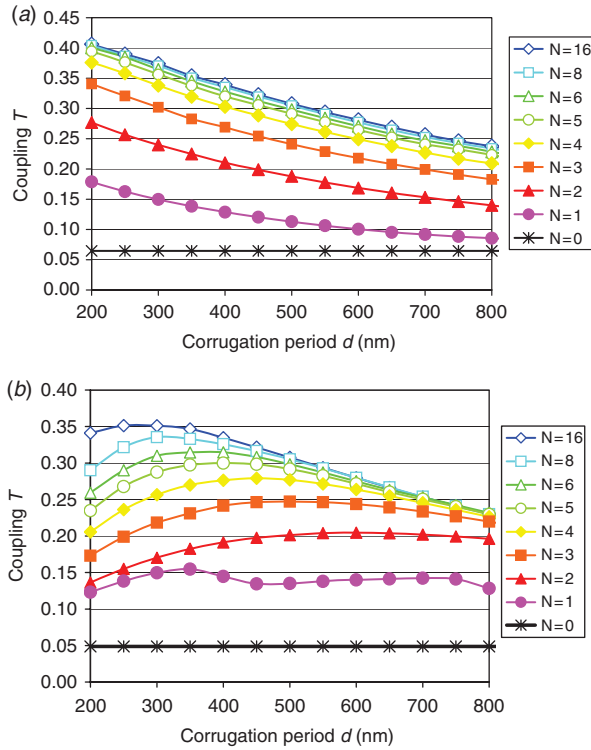 (a)
0.45
0.40
0.35
0.30
0.25
0.20
0.15
0.10
0.05
0.00
Coupling T
200 300 400 500 600 700 800
Corrugation period d (nm)
N=16
N=8
N=6
N=5
N=4
N=3
N=2
N=1
N=0
(b)
0.40
0.35
0.30
0.25
0.20
0.15
0.10
0.05
0.00
Coupling T
200 300 400 500 600 700 800
Corrugation period d (nm)
N=16
N=8
N=6
N=5
N=4
N=3
N=2
N=1
N=0